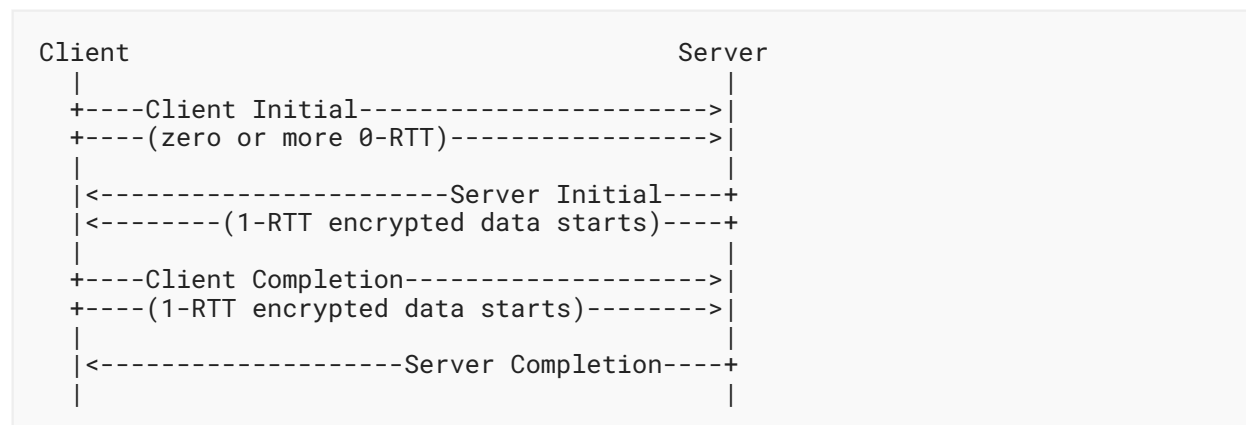 Client                                    Server
  |                                          |
  +----Client Initial----------------------->|
  +----(zero or more 0-RTT)----------------->|
  |                                          |
  |<-----------------------Server Initial----+
  |<--------(1-RTT encrypted data starts)----+
  |                                          |
  +----Client Completion-------------------->|
  +----(1-RTT encrypted data starts)-------->|
  |                                          |
  |<--------------------Server Completion----+
  |                                          |